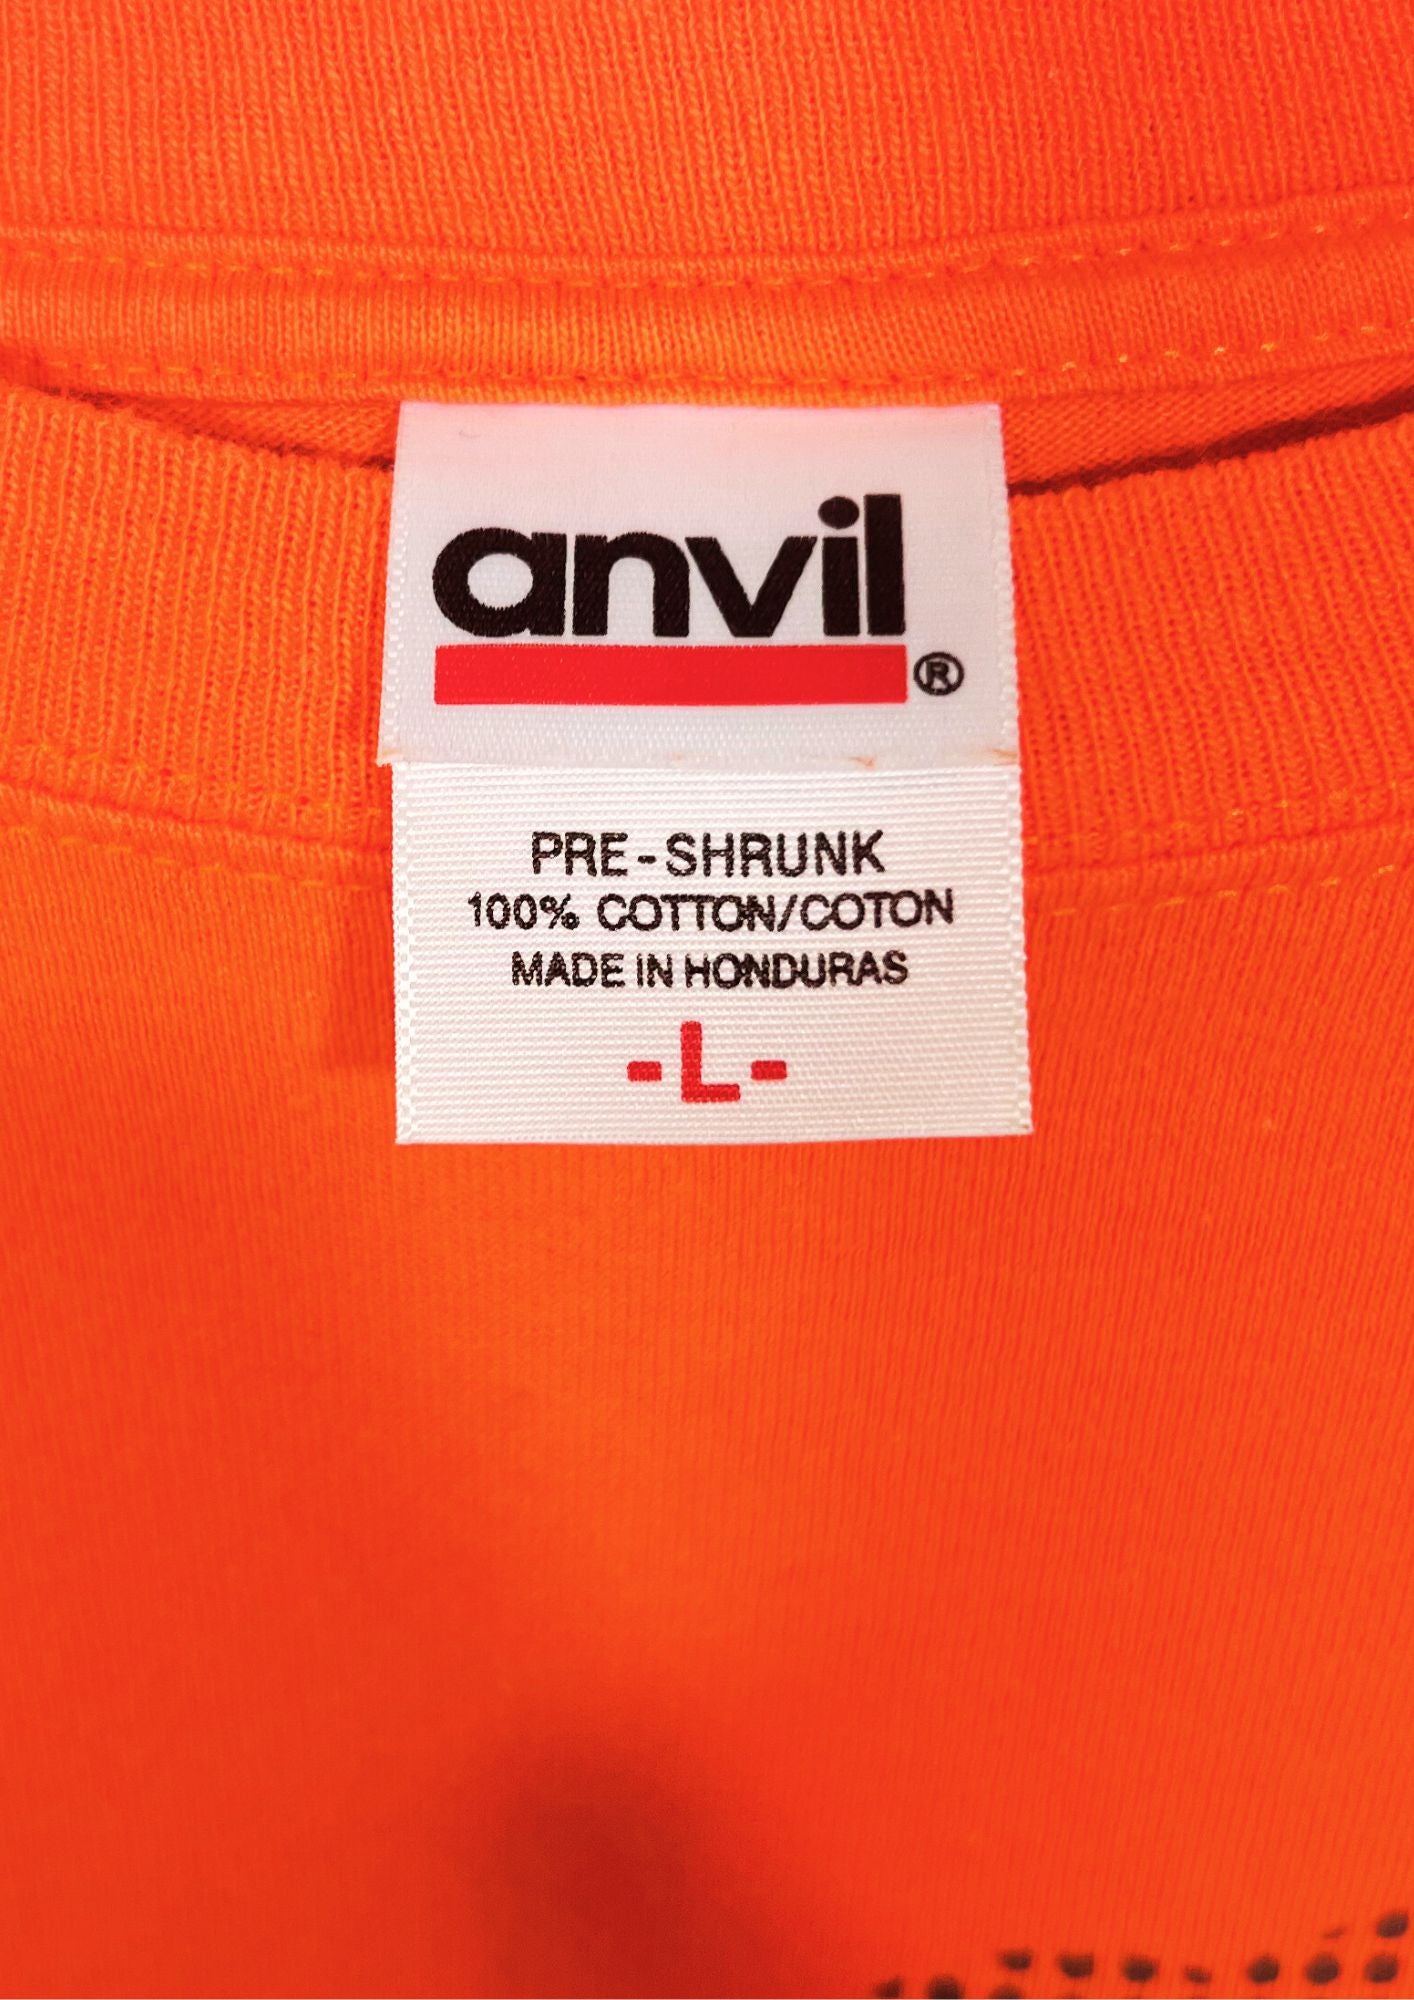 anvil
®
PRE-SHRUNK
100% COTTON/COTON
MADE IN HONDURAS
-L-